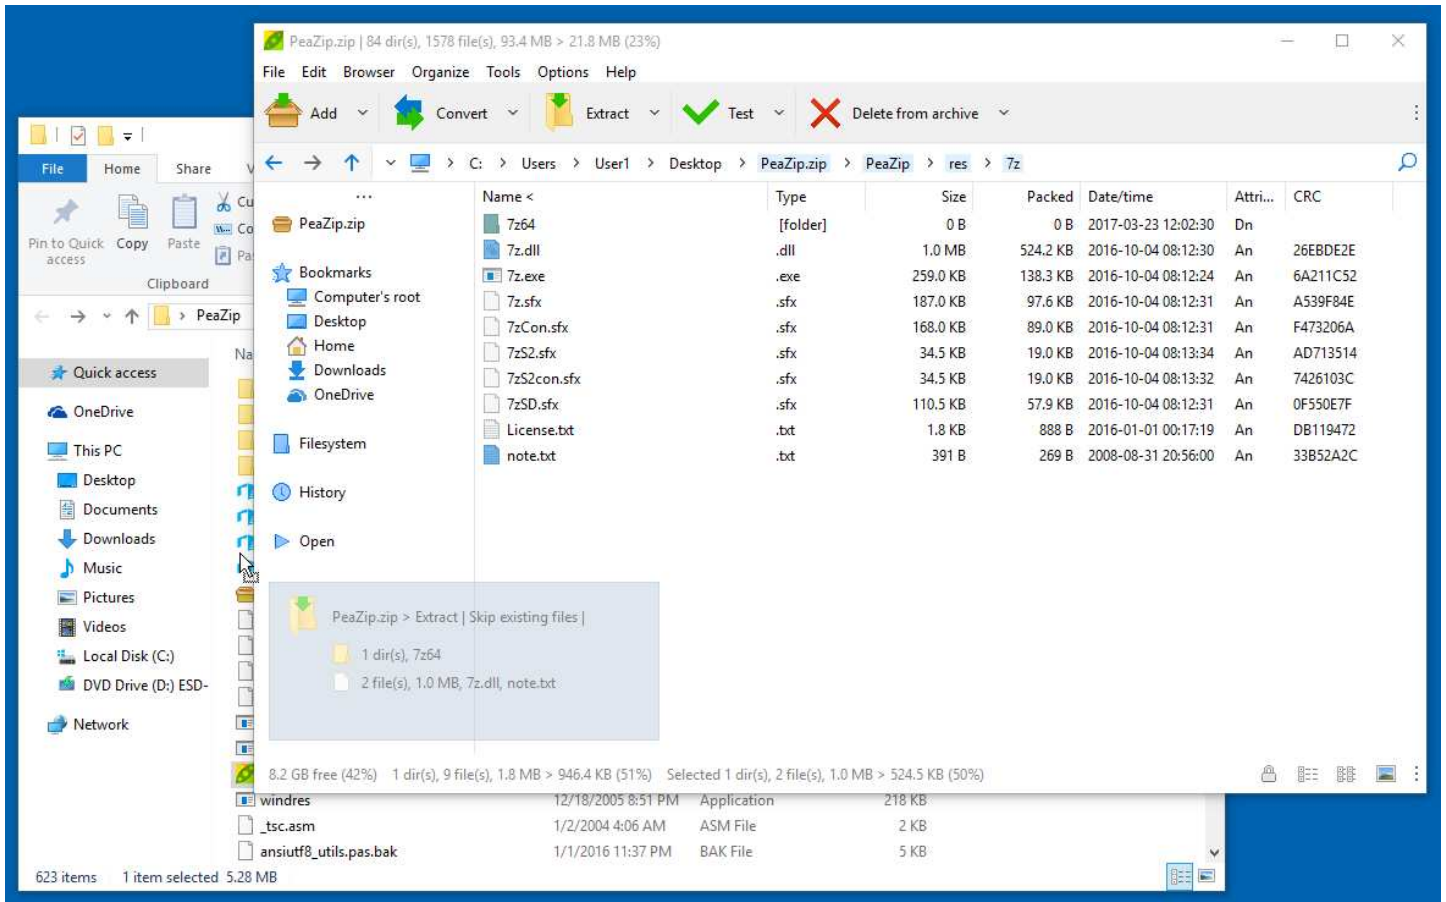 PeaZip.zip | 84 dir(s), 1578 file(s), 93.4 MB > 21.8 MB (23%)
File Edit Browser Organize Tools Options Help
Add Convert Extract Test Delete from archive
C: > Users > User1 > Desktop > PeaZip.zip > PeaZip > res > 7z
... Name < Type Size Packed Date/time Attri... CRC
PeaZip.zip
Bookmarks
Computer's root
Desktop
Home
Downloads
OneDrive
Filesystem
History
Open
7z64 [folder] 0 B 0 B 2017-03-23 12:02:30 Dn
7z.dll .dll 1.0 MB 524.2 KB 2016-10-04 08:12:30 An 26EBDE2E
7z.exe .exe 259.0 KB 138.3 KB 2016-10-04 08:12:24 An 6A211C52
7z.sfx .sfx 187.0 KB 97.6 KB 2016-10-04 08:12:31 An A539F84E
7zCon.sfx .sfx 168.0 KB 89.0 KB 2016-10-04 08:12:31 An F473206A
7zS2.sfx .sfx 34.5 KB 19.0 KB 2016-10-04 08:13:34 An AD713514
7zS2con.sfx .sfx 34.5 KB 19.0 KB 2016-10-04 08:13:32 An 7426103C
7zSD.sfx .sfx 110.5 KB 57.9 KB 2016-10-04 08:12:31 An 0F550E7F
License.txt .txt 1.8 KB 888 B 2016-01-01 00:17:19 An DB119472
note.txt .txt 391 B 269 B 2008-08-31 20:56:00 An 33B52A2C
PeaZip.zip > Extract | Skip existing files |
1 dir(s), 7z64
2 file(s), 1.0 MB, 7z.dll, note.txt
8.2 GB free (42%) 1 dir(s), 9 file(s), 1.8 MB > 946.4 KB (51%) Selected 1 dir(s), 2 file(s), 1.0 MB > 524.5 KB (50%)
File Home Share V
Pin to Quick access
Copy
Paste
Cu
Co
Pa
Clipboard
> PeaZip
Na
Quick access
OneDrive
This PC
Desktop
Documents
Downloads
Music
Pictures
Videos
Local Disk (C:)
DVD Drive (D:) ESD-
Network
windres 12/18/2005 8:51 PM Application 218 KB
_tsc.asm 1/2/2004 4:06 AM ASM File 2 KB
ansiutf8_utils.pas.bak 1/1/2016 11:37 PM BAK File 5 KB
623 items 1 item selected 5.28 MB